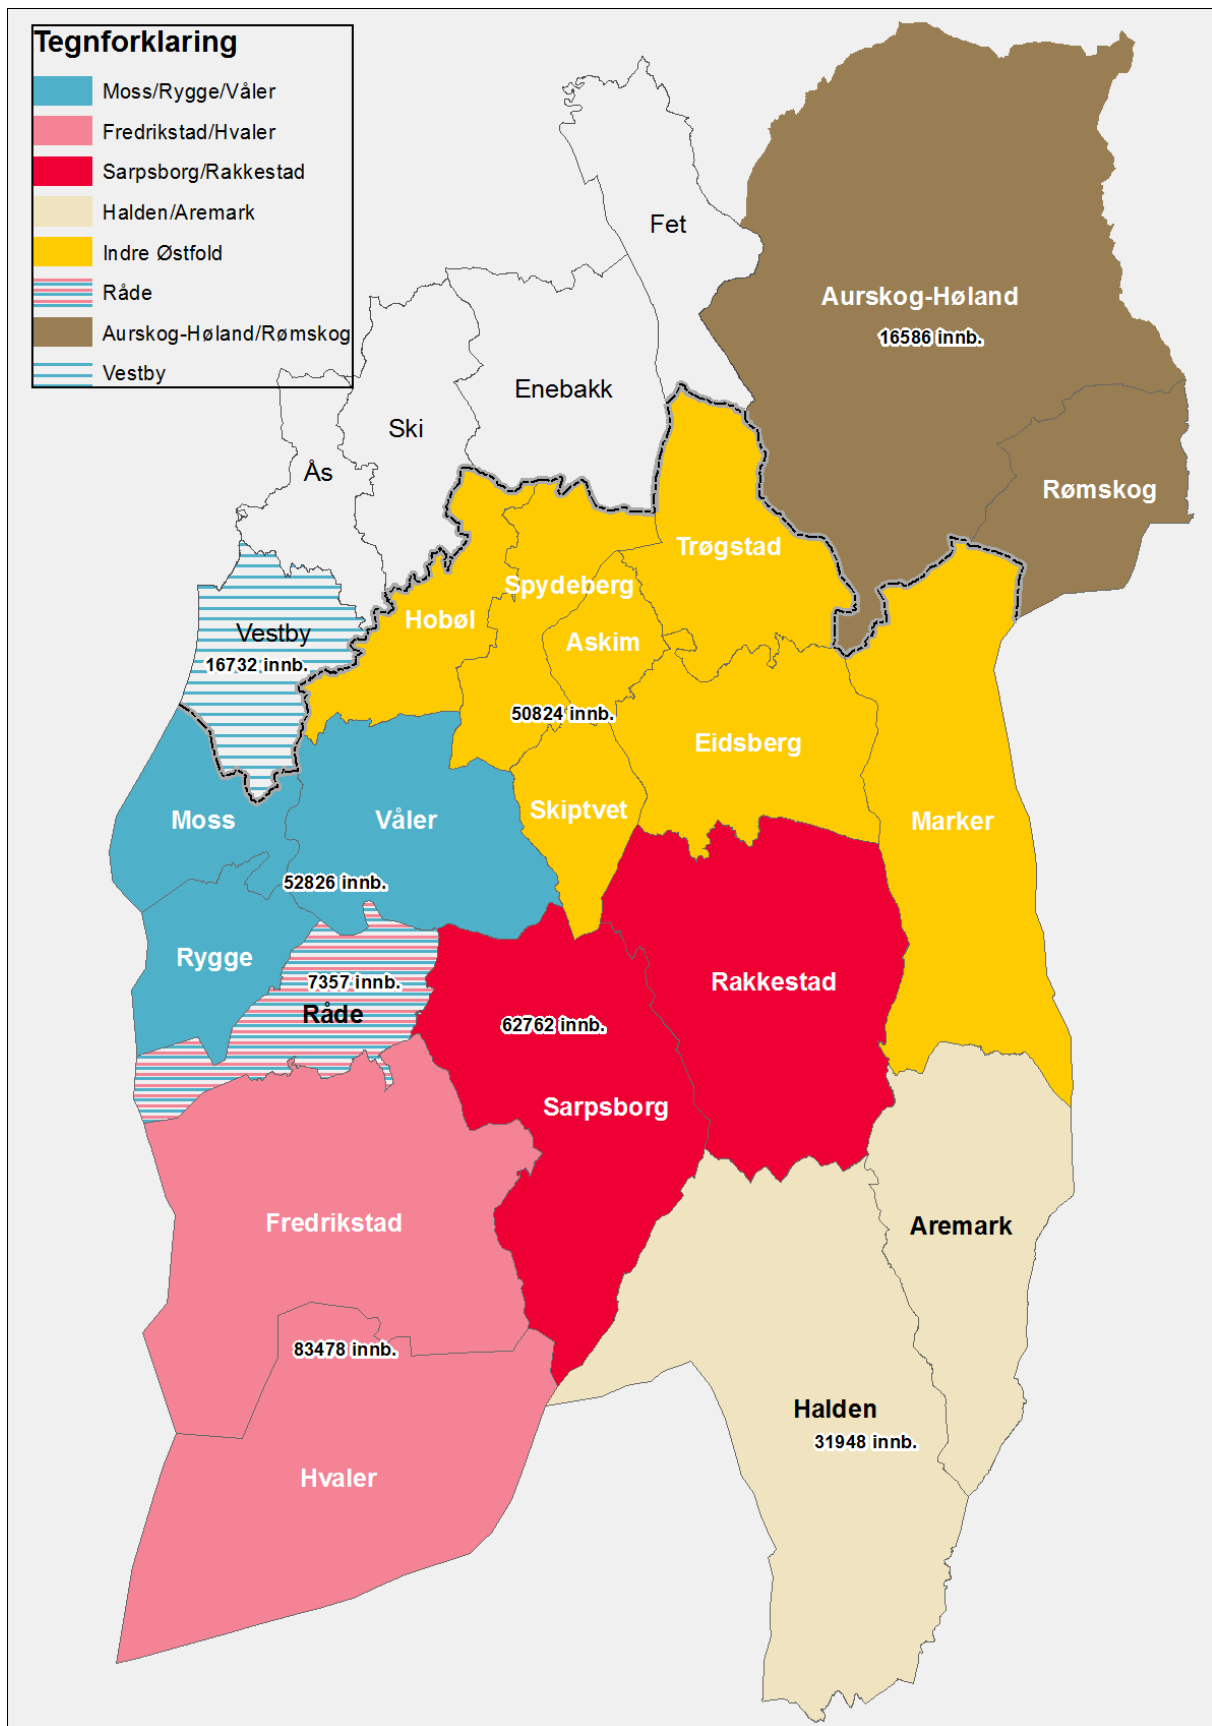 Tegnforklaring
Moss/Rygge/Våler
Fredrikstad/Hvaler
Sarpsborg/Rakkestad
Halden/Aremark
Indre Østfold
Råde
Aurskog-Høland/Rømskog
Vestby
Fet
Aurskog-Høland
16586 innb.
Enebakk
Ski
Ås
Rømskog
Trøgstad
Spydeberg
Hobøl
Vestby
16732 innb.
Askim
50824 innb.
Eidsberg
Skiptvet
Moss
Våler
Marker
52826 innb.
Rygge
7357 innb.
Råde
Rakkestad
62762 innb.
Sarpsborg
Fredrikstad
Aremark
83478 innb.
Halden
31948 innb.
Hvaler